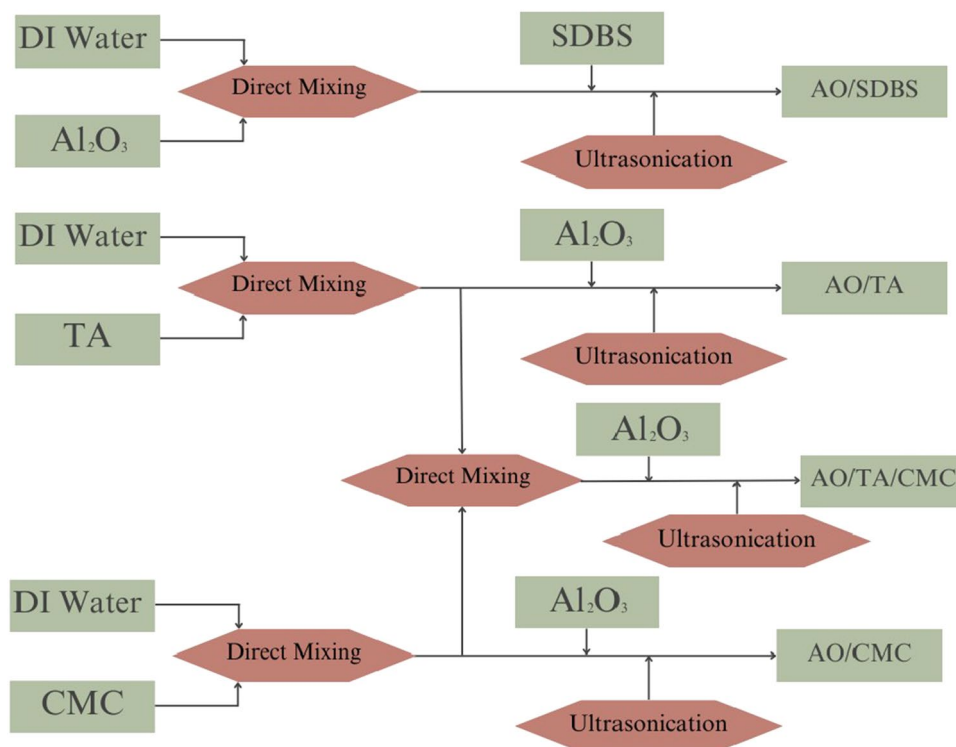 DI Water
SDBS
Direct Mixing
AO/SDBS
Al₂O₃
Ultrasonication
DI Water
Al₂O₃
Direct Mixing
AO/TA
TA
Ultrasonication
Al₂O₃
Direct Mixing
AO/TA/CMC
Ultrasonication
DI Water
Al₂O₃
Direct Mixing
AO/CMC
CMC
Ultrasonication